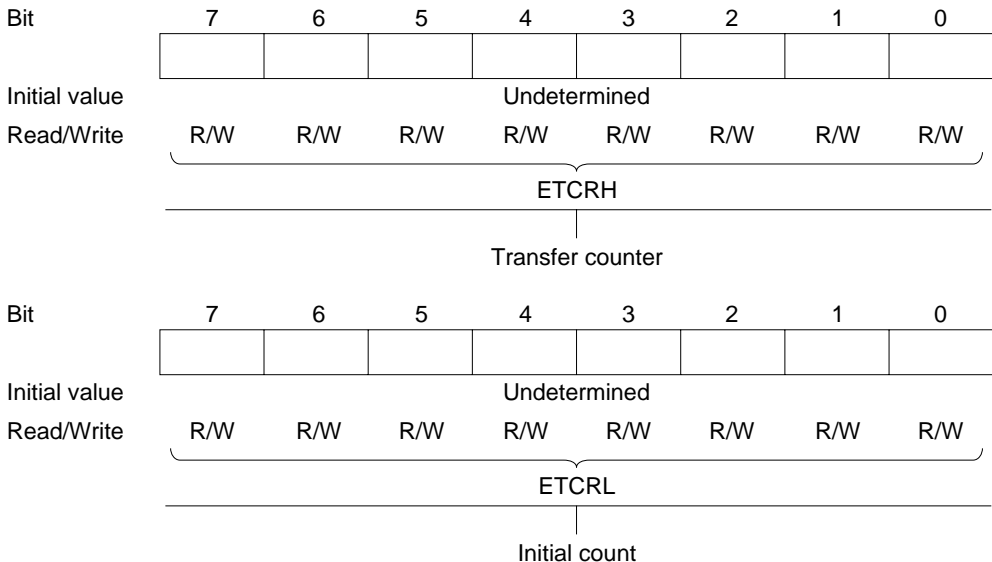 Bit 7 6 5 4 3 2 1 0
Initial value Undetermined
Read/Write R/W R/W R/W R/W R/W R/W R/W R/W
ETCRH
Transfer counter
Bit 7 6 5 4 3 2 1 0
Initial value Undetermined
Read/Write R/W R/W R/W R/W R/W R/W R/W R/W
ETCRL
Initial count